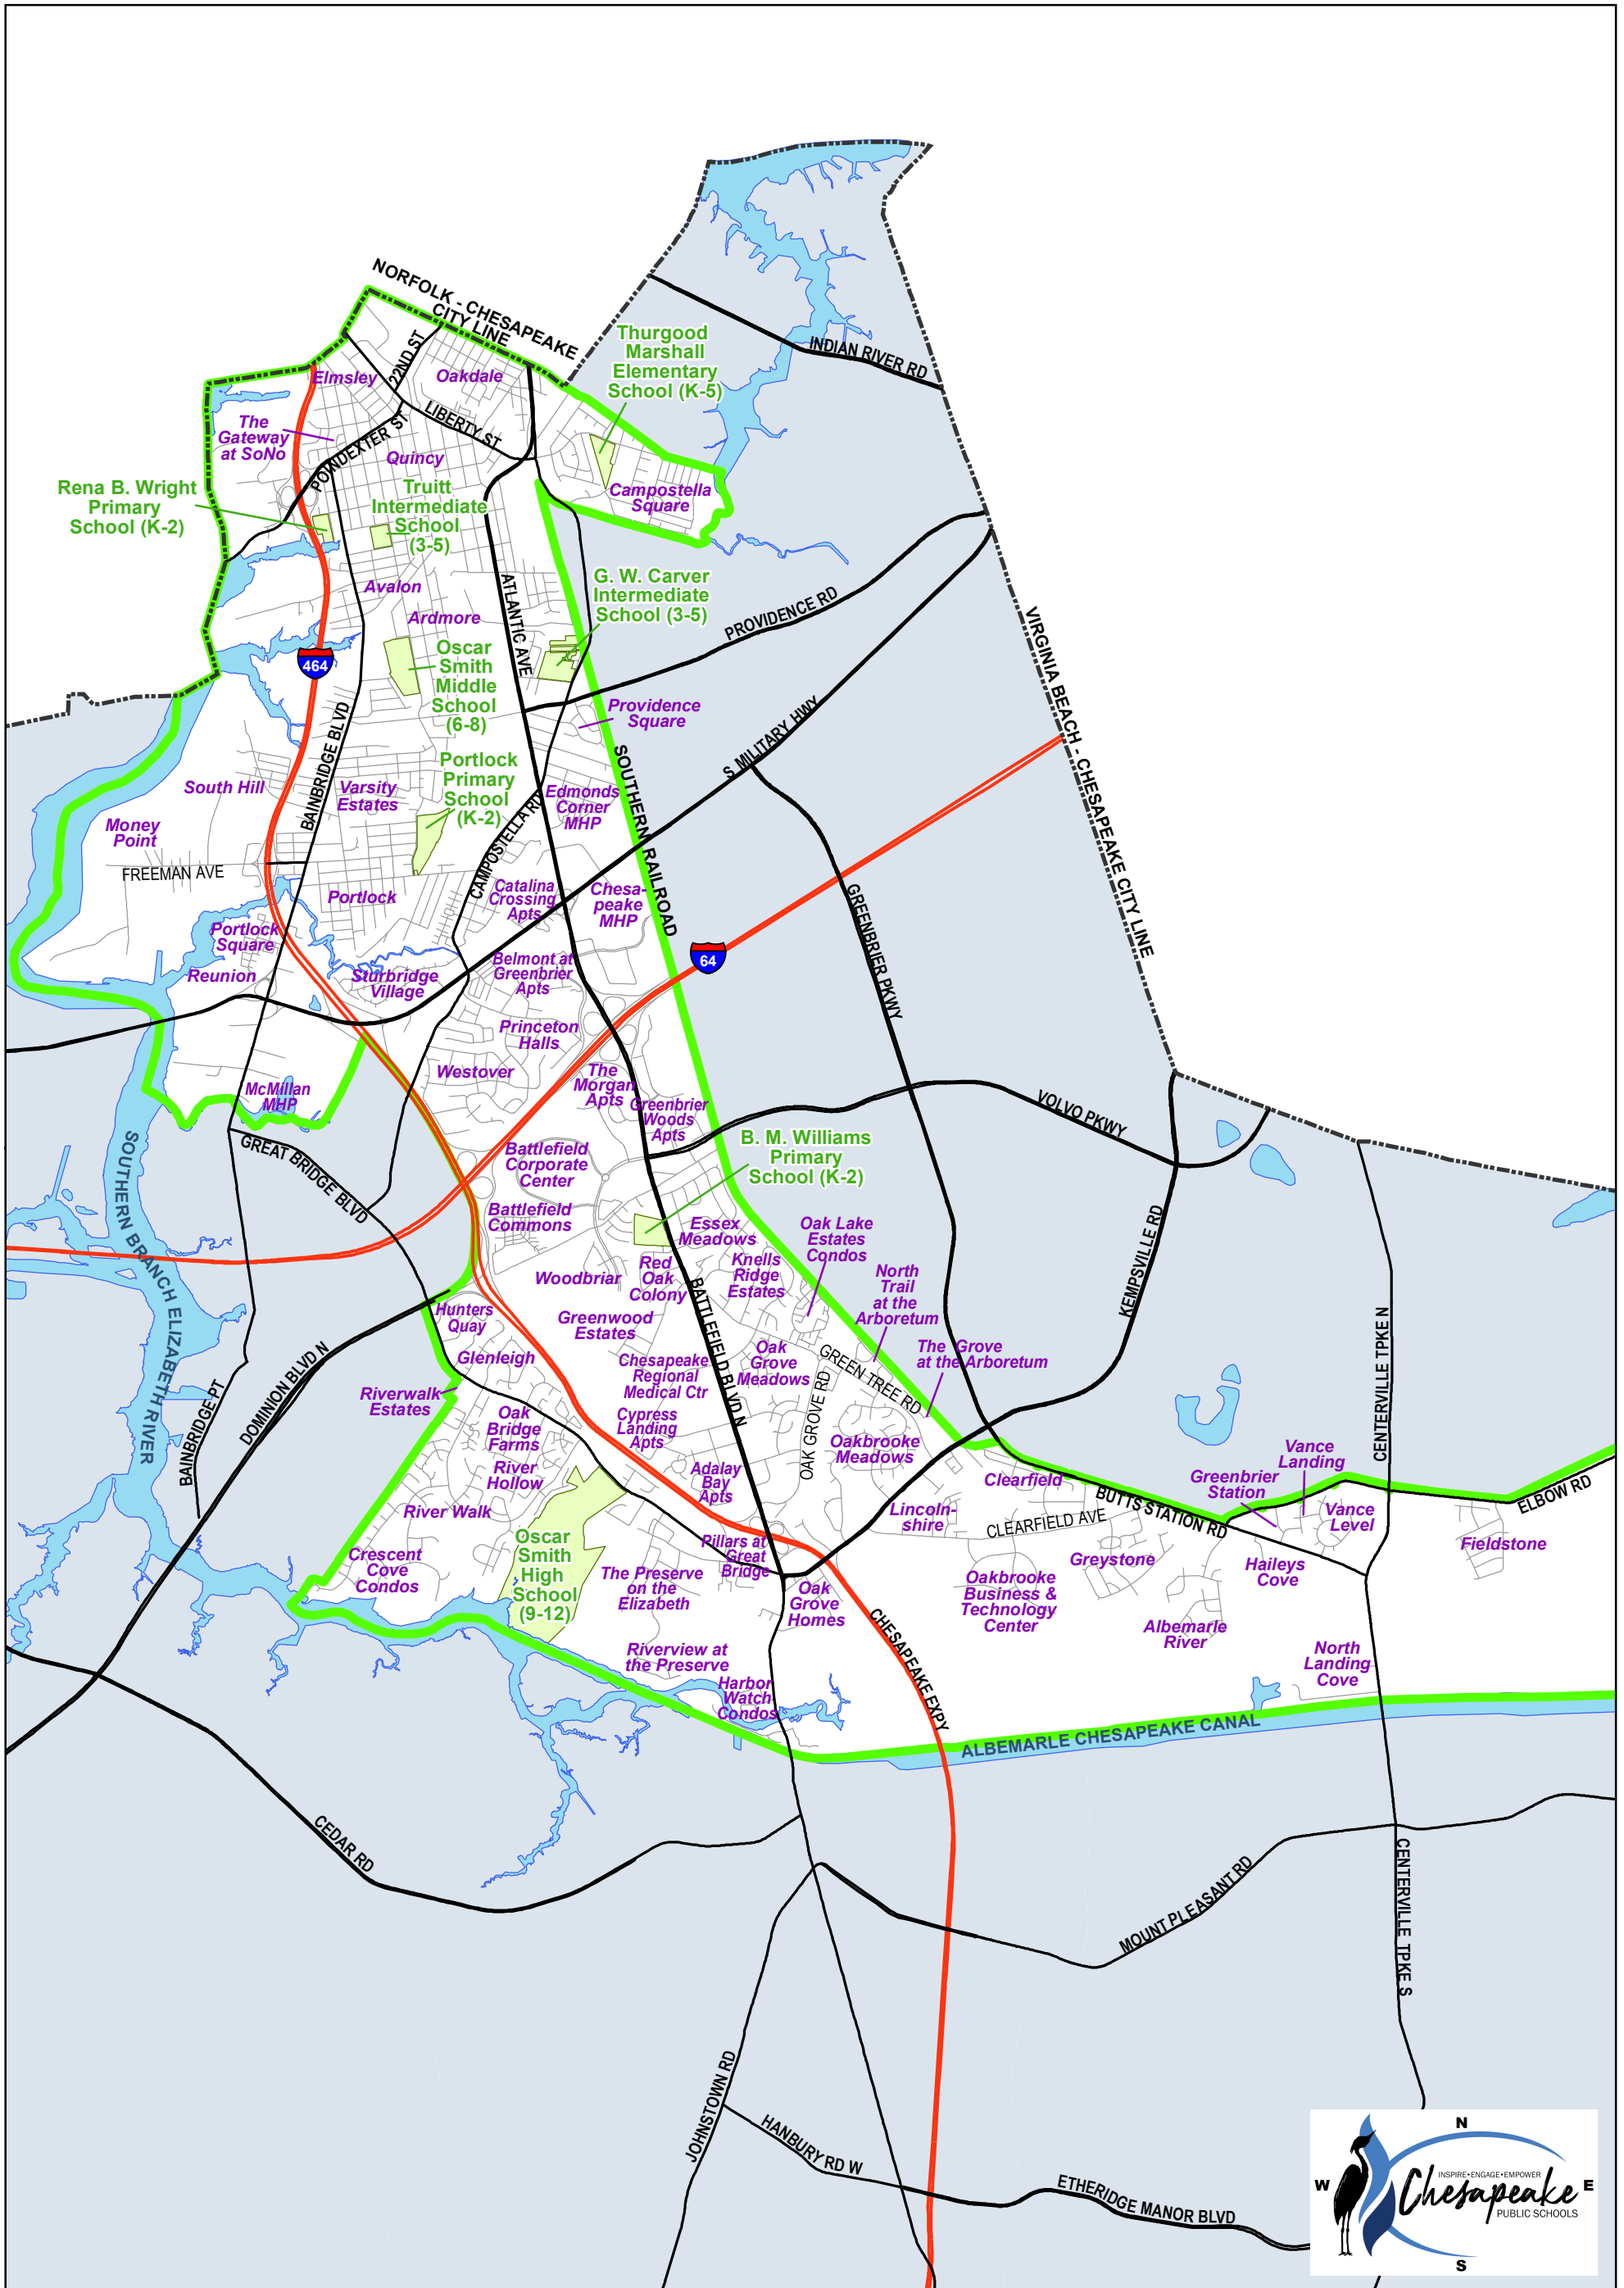 NORFOLK - CHESAPEAKE
CITY LINE
Thurgood
Marshall
Elementary
School (K-5)
INDIAN RIVER RD
22ND ST
Elmsley
Oakdale
The
Gateway
at SoNo
POINDEXTER ST
LIBERTY ST
Quincy
Rena B. Wright
Primary
School (K-2)
Truitt
Intermediate
School
(3-5)
Campostella
Square
G. W. Carver
Intermediate
School (3-5)
Avalon
ATLANTIC AVE
Ardmore
PROVIDENCE RD
VIRGINIA BEACH - CHESAPEAKE CITY LINE
Oscar
Smith
Middle
School
(6-8)
464
Providence
Square
BAINBRIDGE BLVD
SOUTHERN RAILROAD
S MILITARY HWY
Portlock
Primary
School
(K-2)
South Hill
Varsity
Estates
Edmonds
Corner
MHP
Money
Point
CAMPOSTELLA RD
FREEMAN AVE
Portlock
Catalina
Crossing
Apts
Chesa-
peake
MHP
GREENBRIER PKWY
Portlock
Square
64
Reunion
Sturbridge
Village
Belmont at
Greenbrier
Apts
Princeton
Halls
Westover
The
Morgan
Apts
McMillan
MHP
Greenbrier
Woods
Apts
VOLVO PKWY
GREAT BRIDGE BLVD
B. M. Williams
Primary
School (K-2)
Battlefield
Corporate
Center
SOUTHERN BRANCH ELIZABETH RIVER
Battlefield
Commons
Essex
Meadows
Oak Lake
Estates
Condos
KEMPSVILLE RD
Woodbriar
Red
Oak
Colony
Knells
Ridge
Estates
North
Trail
at the
Arboretum
BATTLEFIELD BLVD N
Hunters
Quay
Greenwood
Estates
CENTERVILLE TPKE N
DOMINION BLVD N
Glenleigh
Chesapeake
Regional
Medical Ctr
Oak
Grove
Meadows
GREEN TREE RD
The Grove
at the Arboretum
BAINBRIDGE PT
Riverwalk
Estates
OAK GROVE RD
Oak
Bridge
Farms
Cypress
Landing
Apts
Oakbrooke
Meadows
River
Hollow
Adalay
Bay
Apts
Clearfield
Vance
Landing
Greenbrier
Station
River Walk
Lincoln-
shire
BUTTS STATION RD
CLEARFIELD AVE
Vance
Level
ELBOW RD
Oscar
Smith
High
School
(9-12)
Pillars at
Great
Bridge
Fieldstone
Crescent
Cove
Condos
The Preserve
on the
Elizabeth
Oak
Grove
Homes
Oakbrooke
Business &
Technology
Center
Greystone
Haileys
Cove
CHESAPEAKE EXPY
Albemarle
River
Riverview at
the Preserve
North
Landing
Cove
Harbor
Watch
Condos
ALBEMARLE CHESAPEAKE CANAL
CEDAR RD
MOUNT PLEASANT RD
CENTERVILLE TPKE S
JOHNSTOWN RD
HANBURY RD W
ETHERIDGE MANOR BLVD
N
W
E
S
INSPIRE•ENGAGE•EMPOWER
Chesapeake
PUBLIC SCHOOLS